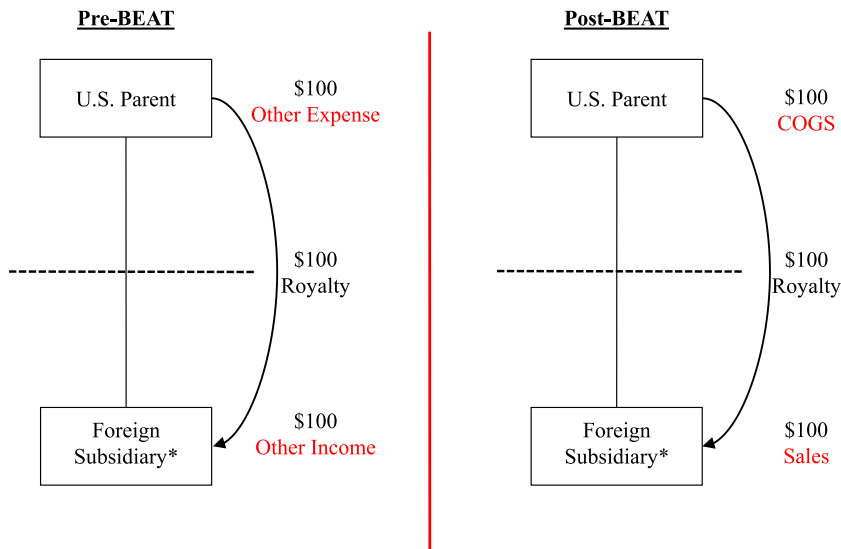 Pre-BEAT
U.S. Parent
$100
Other Expense
$100
Royalty
Foreign
Subsidiary*
$100
Other Income
Post-BEAT
U.S. Parent
$100
COGS
$100
Royalty
Foreign
Subsidiary*
$100
Sales